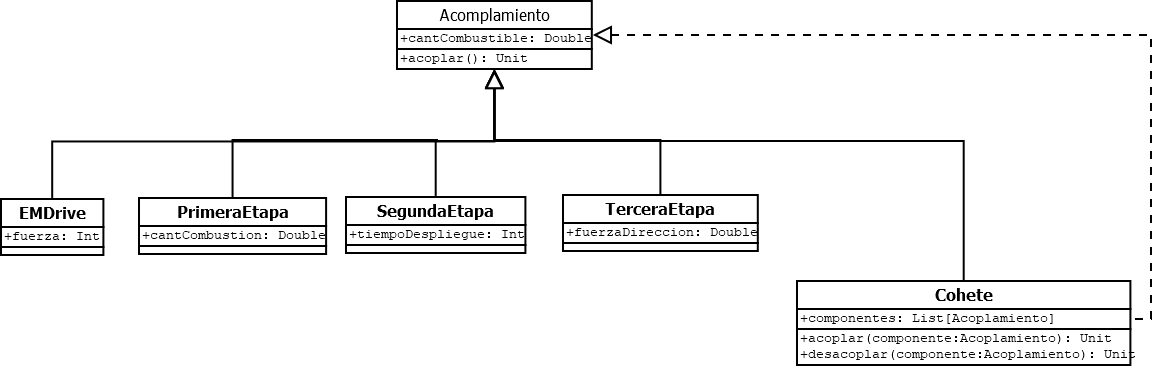 Acomplamiento
+cantCombustible: Double
+acoplar(): Unit
EMDrive
+fuerza: Int
PrimeraEtapa
+cantCombustion: Double
SegundaEtapa
+tiempoDespliegue: Int
TerceraEtapa
+fuerzaDireccion: Double
Cohete
+componentes: List[Acoplamiento]
+acoplar(componente:Acoplamiento): Unit
+desacoplar(componente:Acoplamiento): Unit